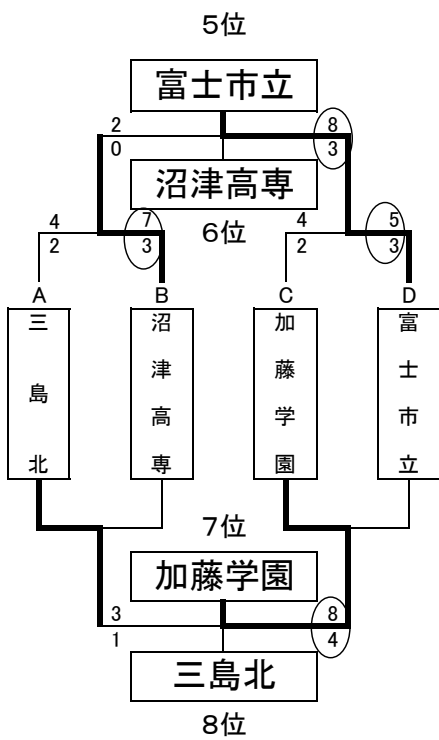 5位
富士市立
2 8
0 3
沼津高専
6位
4 7 4 5
2 3 2 3
A B C D
三島北
沼津高専
加藤学園
富士市立
7位
加藤学園
3 8
1 4
三島北
8位